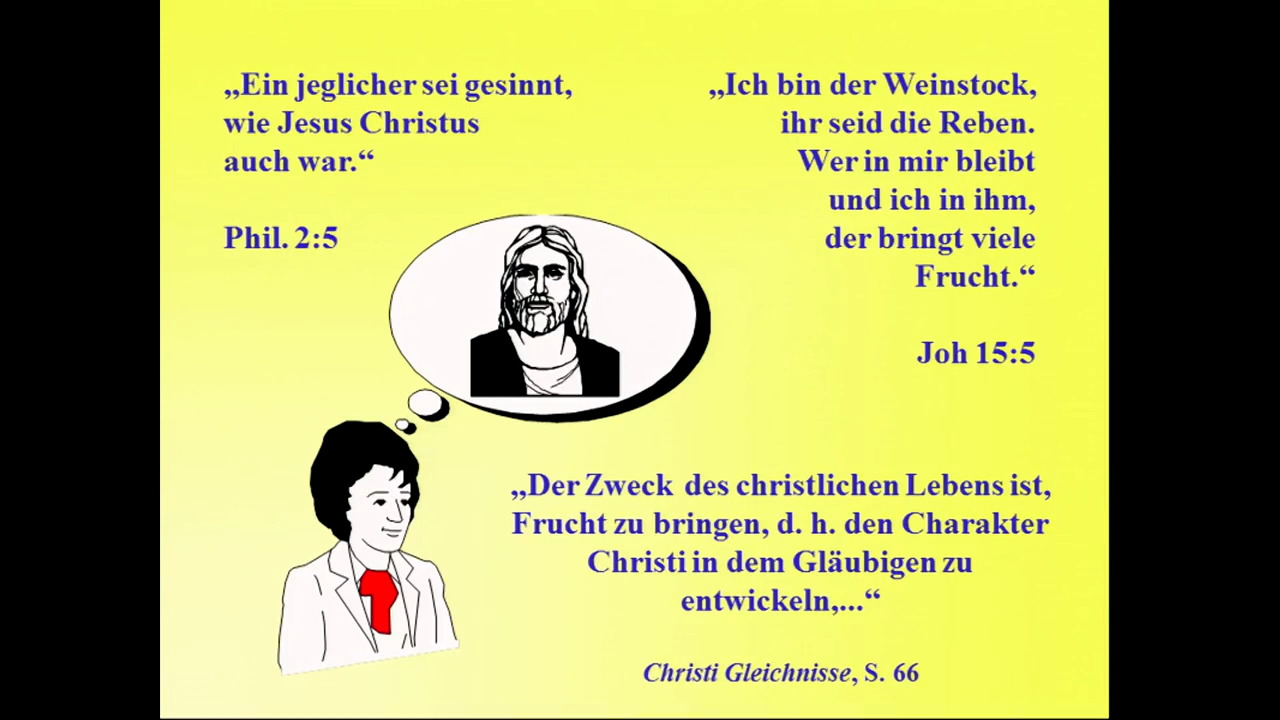 „Ein jeglicher sei gesinnt,
wie Jesus Christus
auch war.“
Phil. 2:5
„Ich bin der Weinstock,
ihr seid die Reben.
Wer in mir bleibt
und ich in ihm,
der bringt viele
Frucht.“
Joh 15:5
„Der Zweck des christlichen Lebens ist,
Frucht zu bringen, d. h. den Charakter
Christi in dem Gläubigen zu
entwickeln,...“
Christi Gleichnisse, S. 66